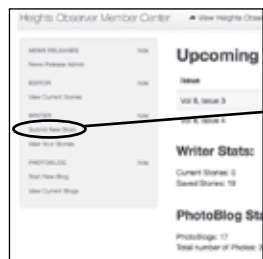 Heights Observer Member Center
View Heights Obse
NEWS RELEASES hide
News Release Admin
EDITOR hide
View Current Stories
WRITER hide
Submit New Story
View Your Stories
PHOTOBLOG hide
Start New Blog
View Current Blogs
Upcoming
Issue
Vol 8, Issue 3
Vol 8, Issue 4
Writer Stats:
Current Stories: 0
Saved Stories: 19
PhotoBlog Sta
PhotoBlogs: 17
Total number of Photos: 2